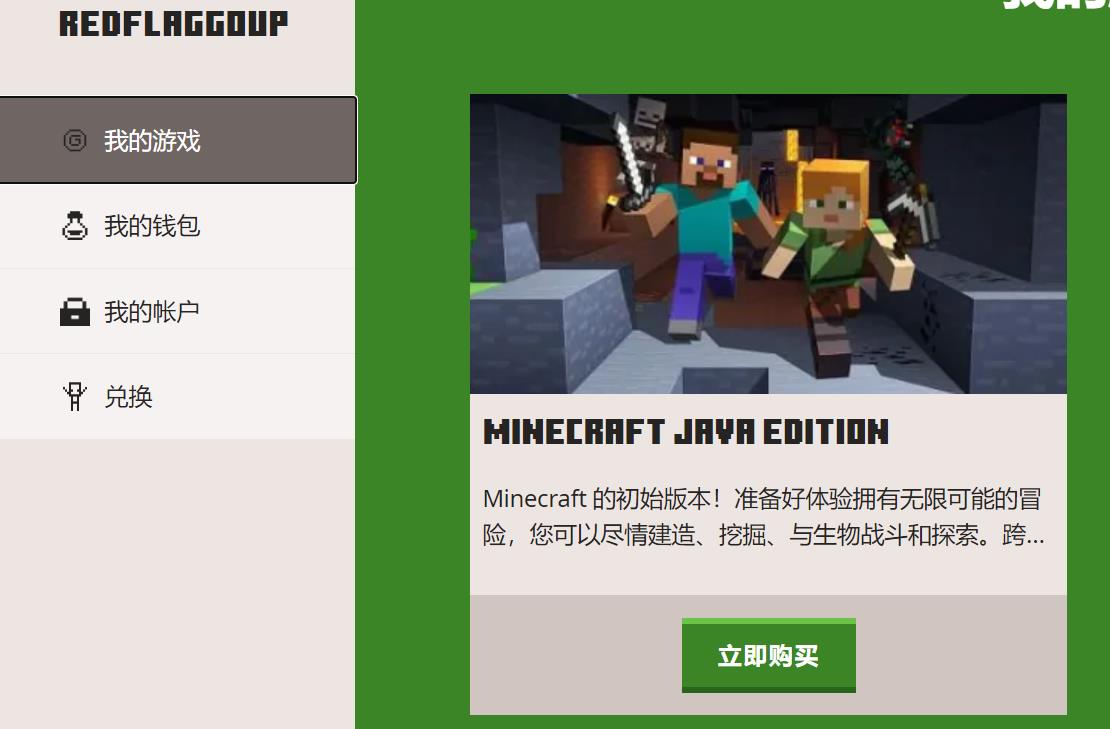 REDFLAGGOUP
我的游戏
我的钱包
我的帐户
兑换
MINECRAFT JAVA EDITION
Minecraft 的初始版本！准备好体验拥有无限可能的冒
险，您可以尽情建造、挖掘、与生物战斗和探索。跨...
立即购买